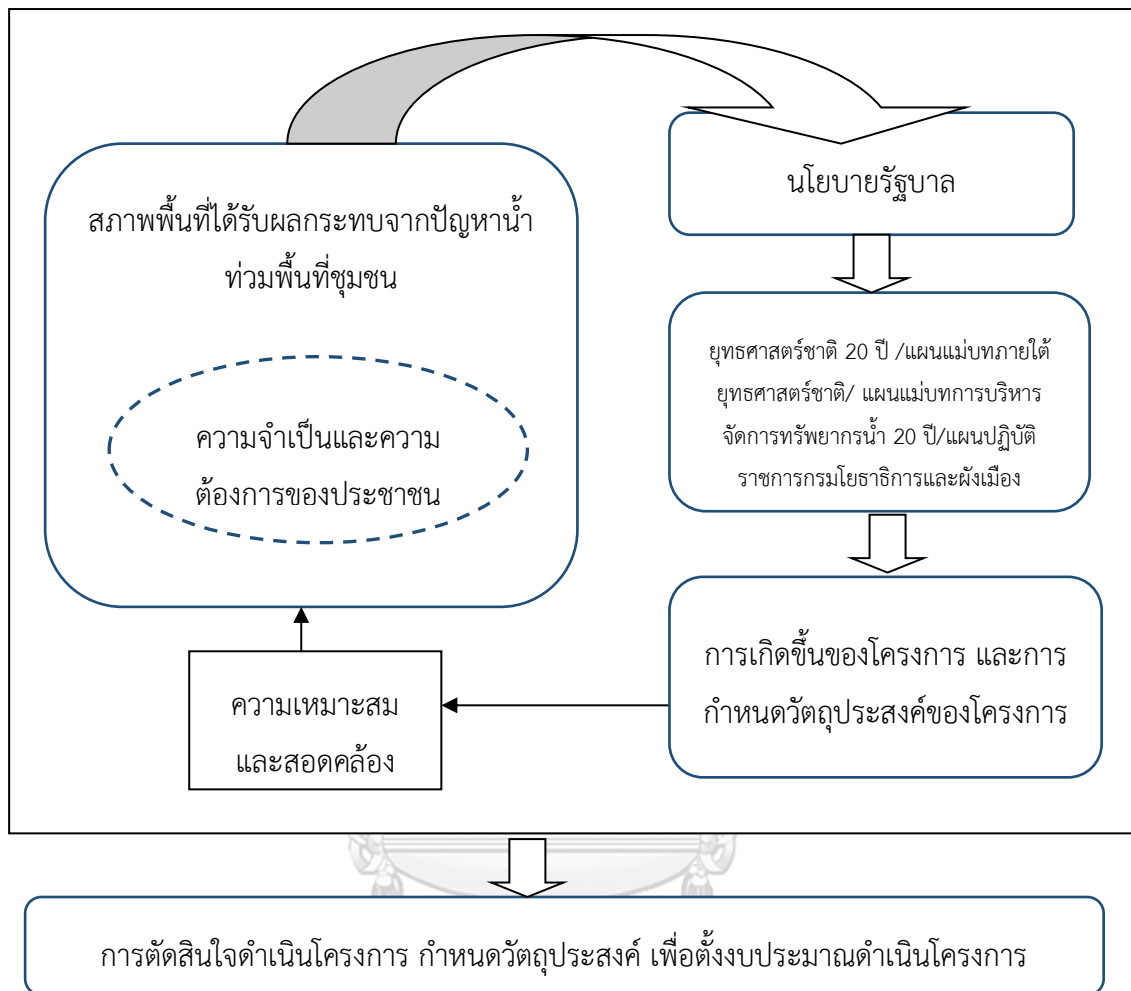 สภาพพื้นที่ได้รับผลกระทบจากปัญหาน้ำ
ท่วมพื้นที่ชุมชน
ความจำเป็นและความ
ต้องการของประชาชน
นโยบายรัฐบาล
ยุทธศาสตร์ชาติ 20 ปี /แผนแม่บทภายใต้
ยุทธศาสตร์ชาติ/ แผนแม่บทการบริหาร
จัดการทรัพยากรน้ำ 20 ปี/แผนปฏิบัติ
ราชการกรมโยธาธิการและผังเมือง
การเกิดขึ้นของโครงการ และการ
กำหนดวัตถุประสงค์ของโครงการ
ความเหมาะสม
และสอดคล้อง
การตัดสินใจดำเนินโครงการ กำหนดวัตถุประสงค์ เพื่อตั้งงบประมาณดำเนินโครงการ